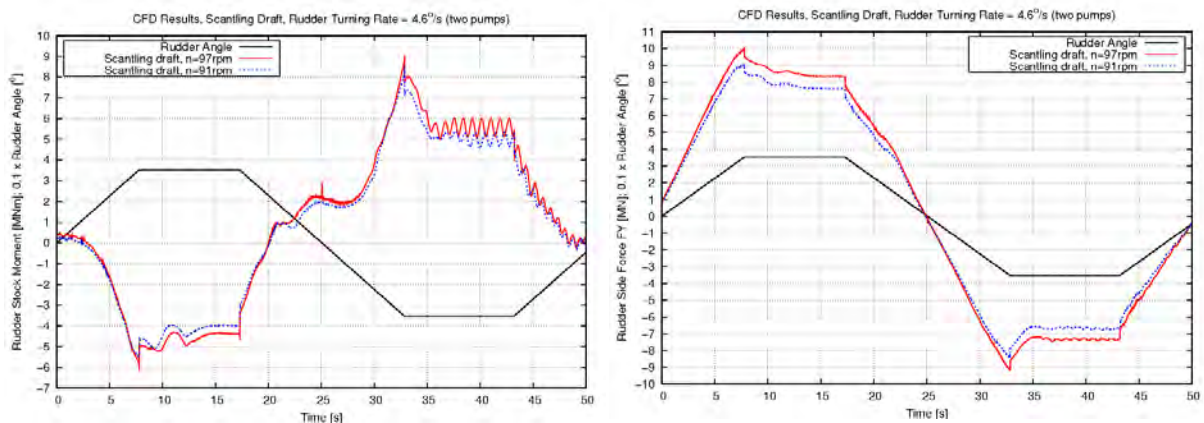 CFD Results, Scantling Draft, Rudder Turning Rate = 4.6°/s (two pumps)
Rudder Angle
Scantling draft, n=97rpm
Scantling draft, n=91rpm
Rudder Stock Moment [MNm]; 0,1 x Rudder Angle [°]
10
9
8
7
6
5
4
3
2
1
0
-1
-2
-3
-4
-5
-6
-7
0 5 10 15 20 25 30 35 40 45 50
Time [s]
CFD Results, Scantling Draft, Rudder Turning Rate = 4.6°/s (two pumps)
Rudder Angle
Scantling draft, n=97rpm
Scantling draft, n=91rpm
Rudder Side Force FY [MN]; 0.1 x Rudder Angle [°]
11
10
9
8
7
6
5
4
3
2
1
0
-1
-2
-3
-4
-5
-6
-7
-8
-9
-10
0 5 10 15 20 25 30 35 40 45 50
Time [s]